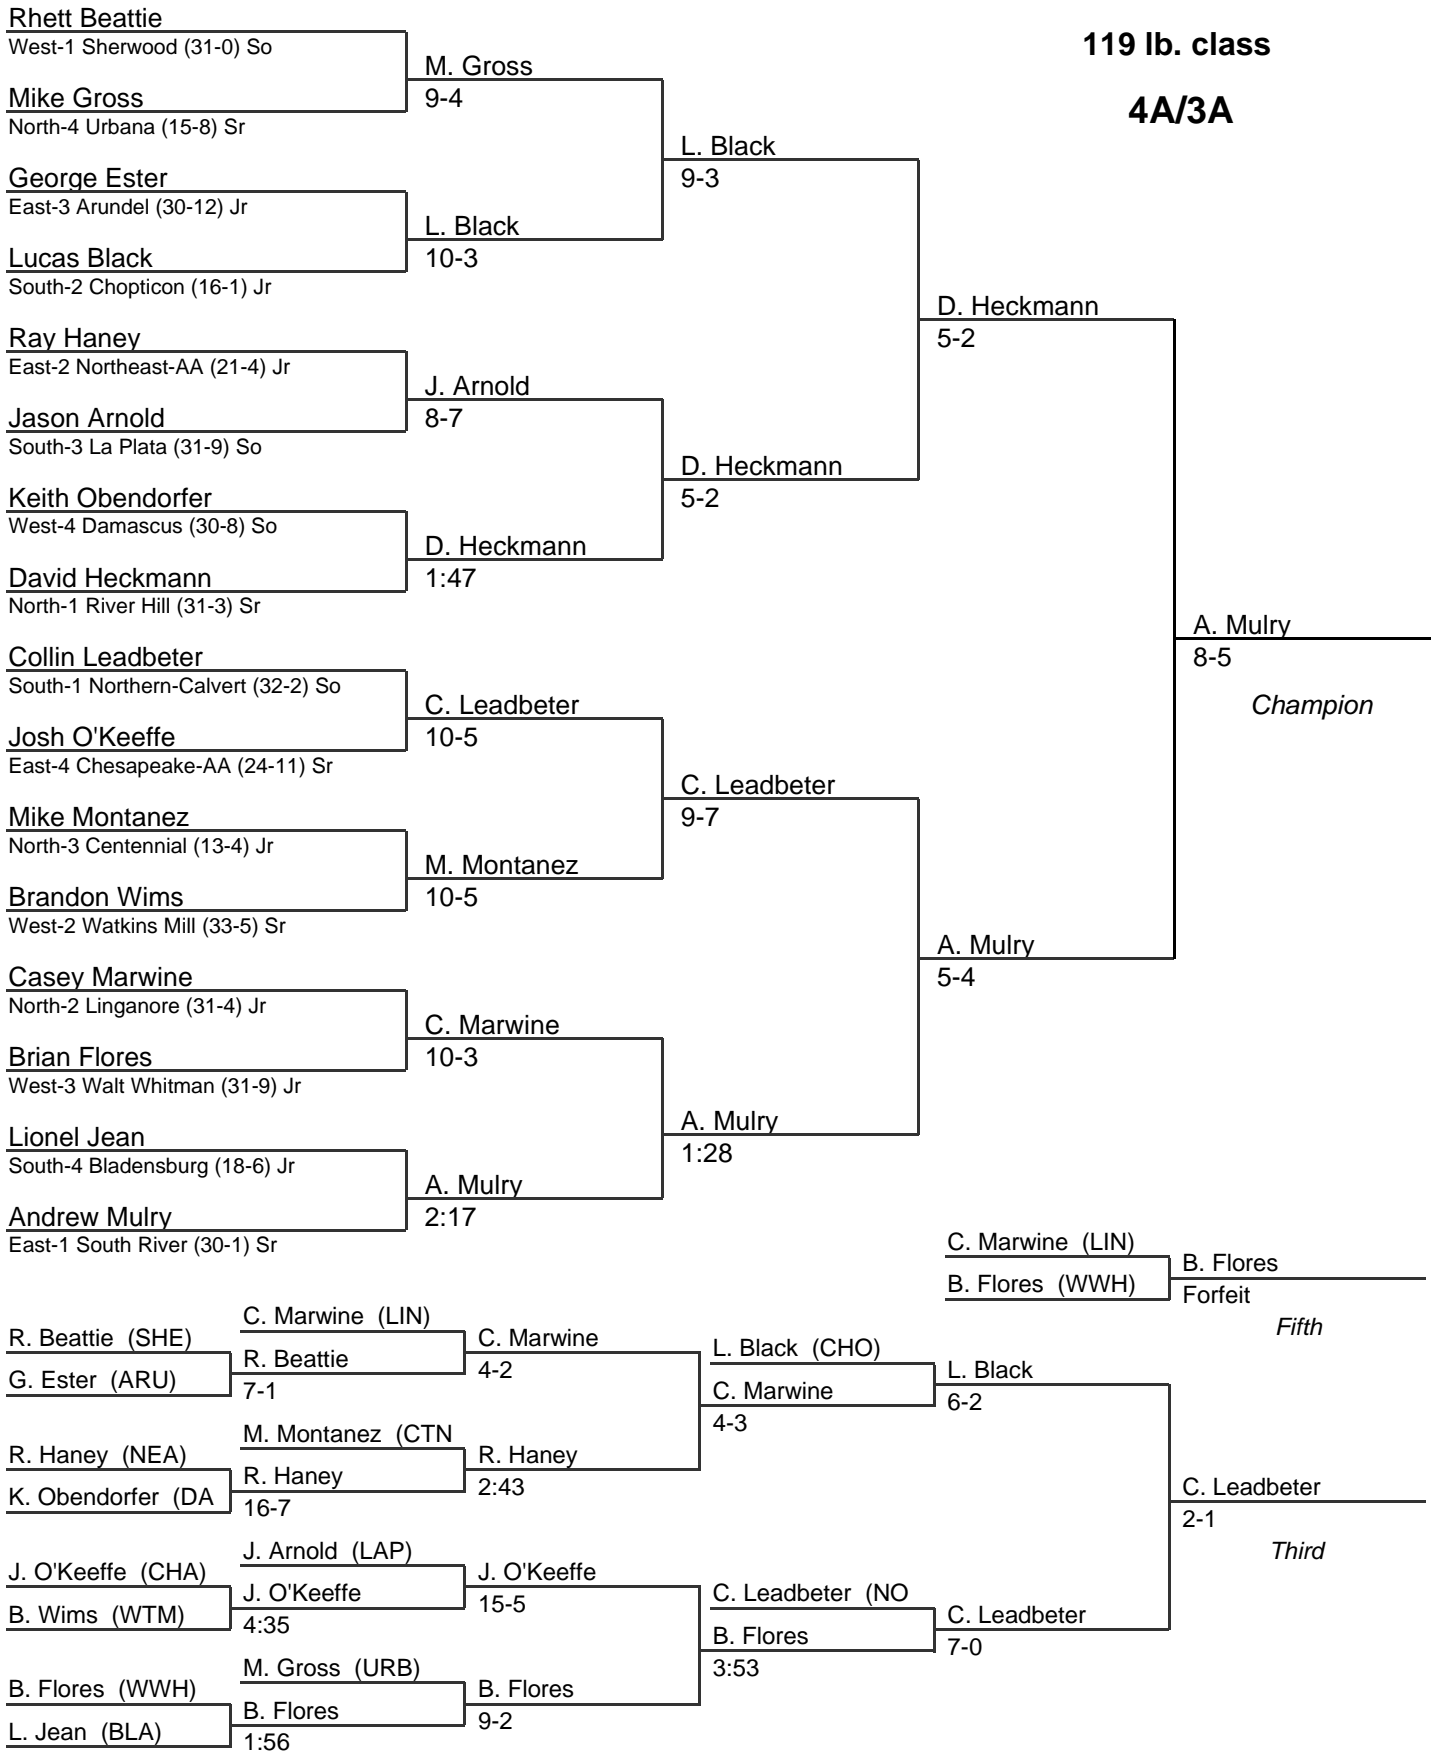 119 lb. class
4A/3A
Rhett Beattie
West-1 Sherwood (31-0) So
Mike Gross
North-4 Urbana (15-8) Sr
George Ester
East-3 Arundel (30-12) Jr
Lucas Black
South-2 Chopticon (16-1) Jr
Ray Haney
East-2 Northeast-AA (21-4) Jr
Jason Arnold
South-3 La Plata (31-9) So
Keith Obendorfer
West-4 Damascus (30-8) So
David Heckmann
North-1 River Hill (31-3) Sr
Collin Leadbeter
South-1 Northern-Calvert (32-2) So
Josh O'Keeffe
East-4 Chesapeake-AA (24-11) Sr
Mike Montanez
North-3 Centennial (13-4) Jr
Brandon Wims
West-2 Watkins Mill (33-5) Sr
Casey Marwine
North-2 Linganore (31-4) Jr
Brian Flores
West-3 Walt Whitman (31-9) Jr
Lionel Jean
South-4 Bladensburg (18-6) Jr
Andrew Mulry
East-1 South River (30-1) Sr
M. Gross
9-4
L. Black
10-3
J. Arnold
8-7
D. Heckmann
1:47
C. Leadbeter
10-5
M. Montanez
10-5
C. Marwine
10-3
A. Mulry
2:17
L. Black
9-3
D. Heckmann
5-2
C. Leadbeter
9-7
A. Mulry
1:28
D. Heckmann
5-2
A. Mulry
5-4
A. Mulry
8-5
Champion
C. Marwine (LIN)
B. Flores (WWH)
B. Flores
Forfeit
Fifth
R. Beattie (SHE)
G. Ester (ARU)
R. Haney (NEA)
K. Obendorfer (DA
J. O'Keeffe (CHA)
B. Wims (WTM)
B. Flores (WWH)
L. Jean (BLA)
C. Marwine (LIN)
R. Beattie
7-1
M. Montanez (CTN
R. Haney
16-7
J. Arnold (LAP)
J. O'Keeffe
4:35
M. Gross (URB)
B. Flores
1:56
C. Marwine
4-2
R. Haney
2:43
J. O'Keeffe
15-5
B. Flores
9-2
L. Black (CHO)
C. Marwine
4-3
C. Leadbeter (NO
B. Flores
3:53
L. Black
6-2
C. Leadbeter
7-0
C. Leadbeter
2-1
Third